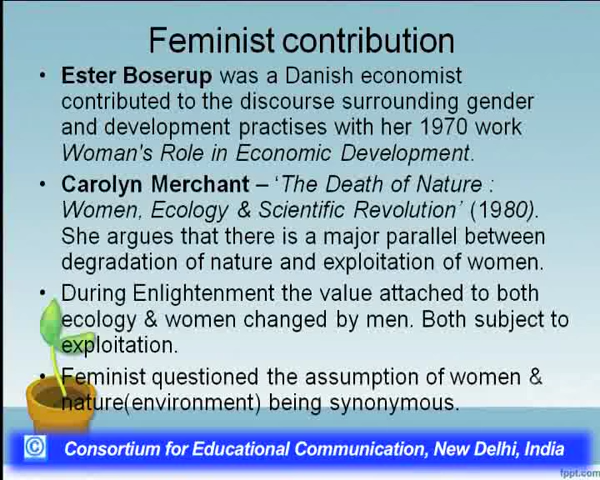 Feminist contribution
• Ester Boserup was a Danish economist
contributed to the discourse surrounding gender
and development practises with her 1970 work
Woman's Role in Economic Development.
• Carolyn Merchant – ‘The Death of Nature :
Women, Ecology & Scientific Revolution’ (1980).
She argues that there is a major parallel between
degradation of nature and exploitation of women.
• During Enlightenment the value attached to both
ecology & women changed by men. Both subject to
exploitation.
• Feminist questioned the assumption of women &
nature(environment) being synonymous.
© Consortium for Educational Communication, New Delhi, India
fppt.com